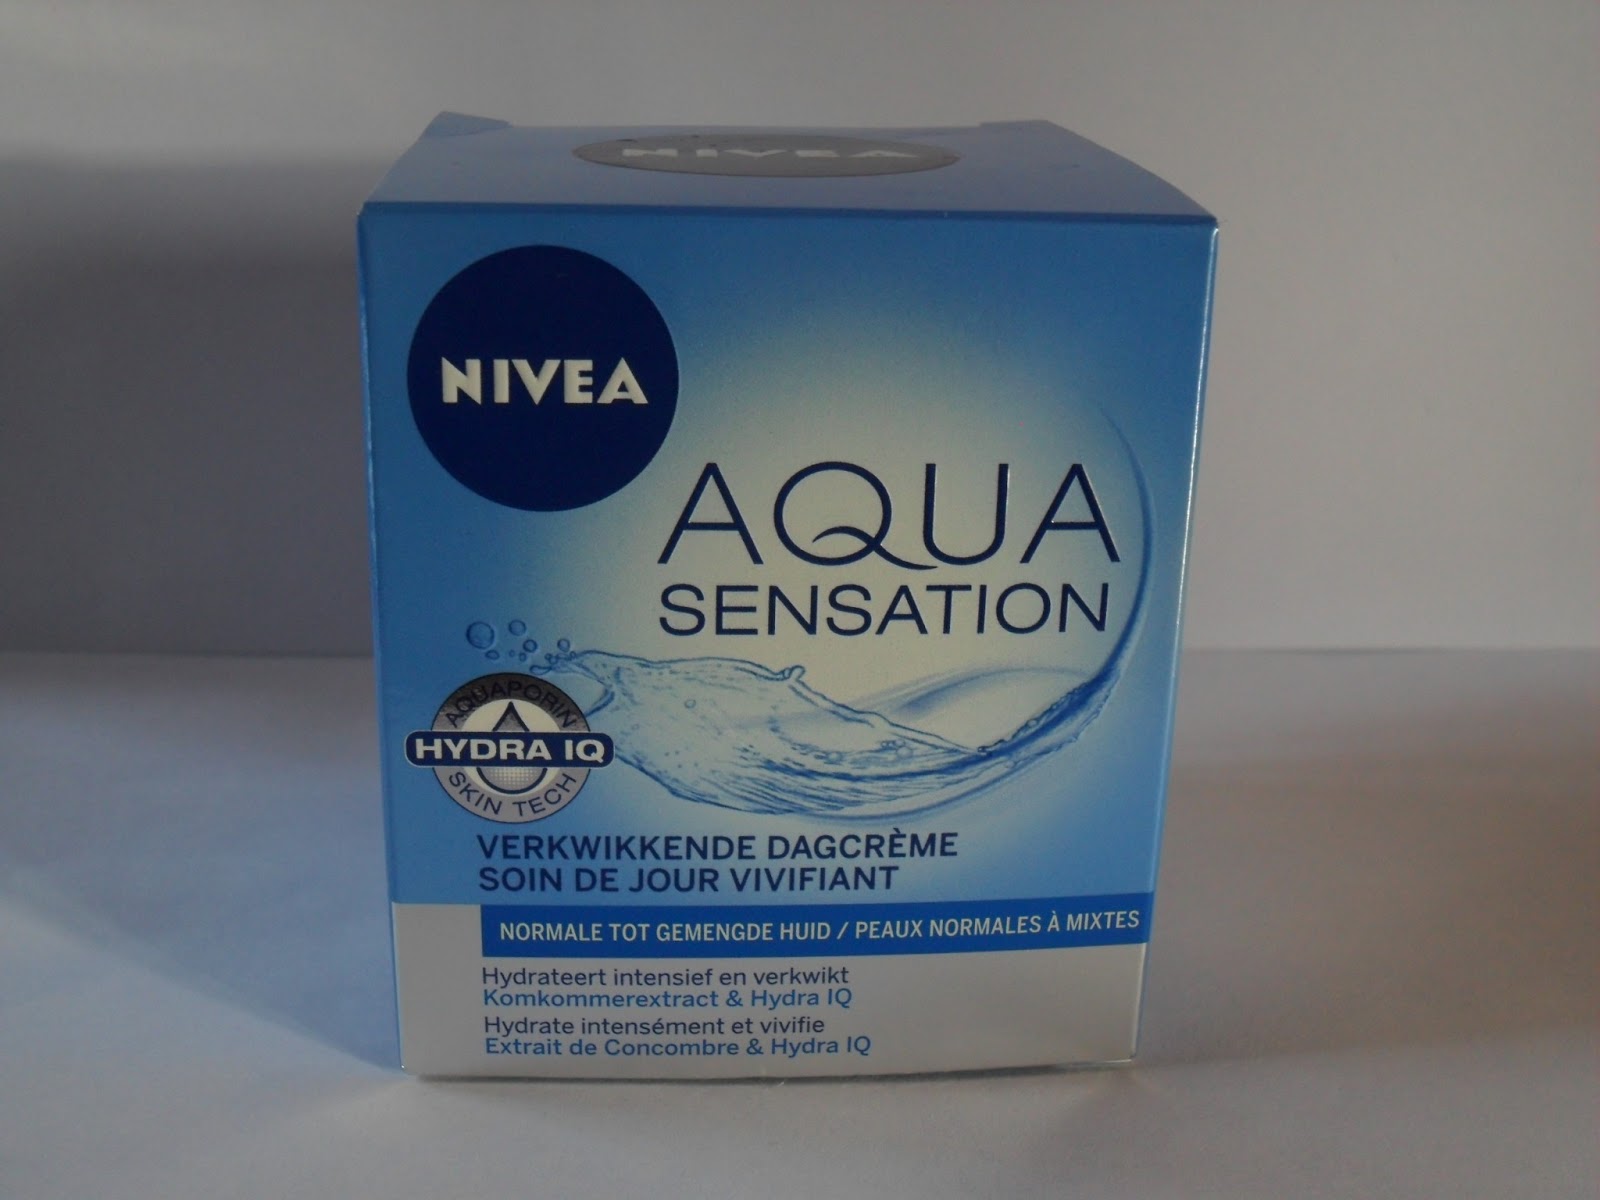 NIVEA
NIVEA
AQUA
SENSATION
AQUAPORIN
HYDRA IQ
SKIN TECH
VERKWIKKENDE DAGCRÈME
SOIN DE JOUR VIVIFIANT
NORMALE TOT GEMENGDE HUID / PEAUX NORMALES À MIXTES
Hydrateert intensief en verkwikt
Komkommerextract & Hydra IQ
Hydrate intensément et vivifie
Extrait de Concombre & Hydra IQ